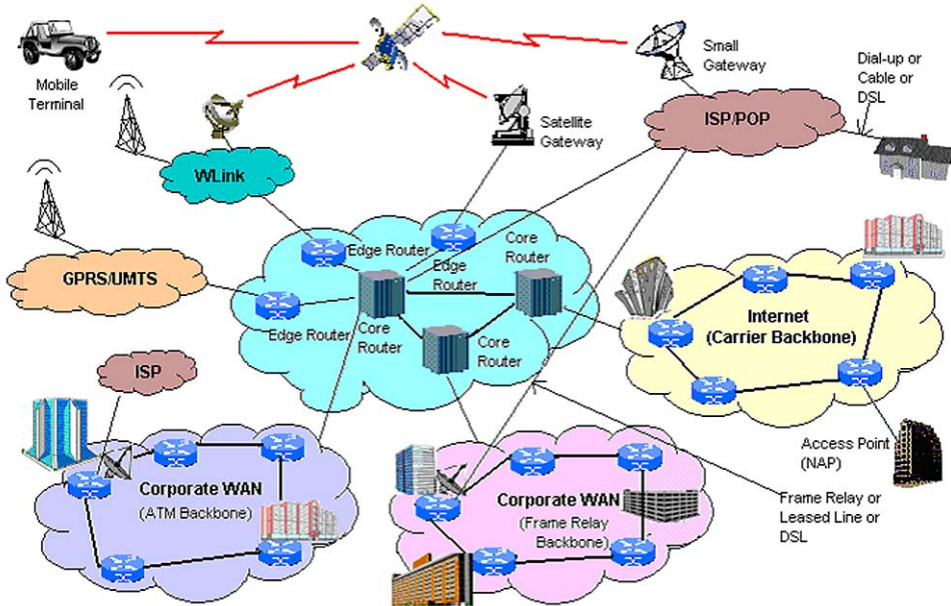 Mobile
Terminal
Small
Gateway
Dial-up or
Cable or
DSL
ISP/POP
Satellite
Gateway
WLink
Edge Router
Edge
Router
Core
Router
GPRS/UMTS
Edge Router
Core
Router
Core
Router
Internet
(Carrier Backbone)
ISP
Access Point
(NAP)
Corporate WAN
(ATM Backbone)
Corporate WAN
(Frame Relay
Backbone)
Frame Relay or
Leased Line or
DSL